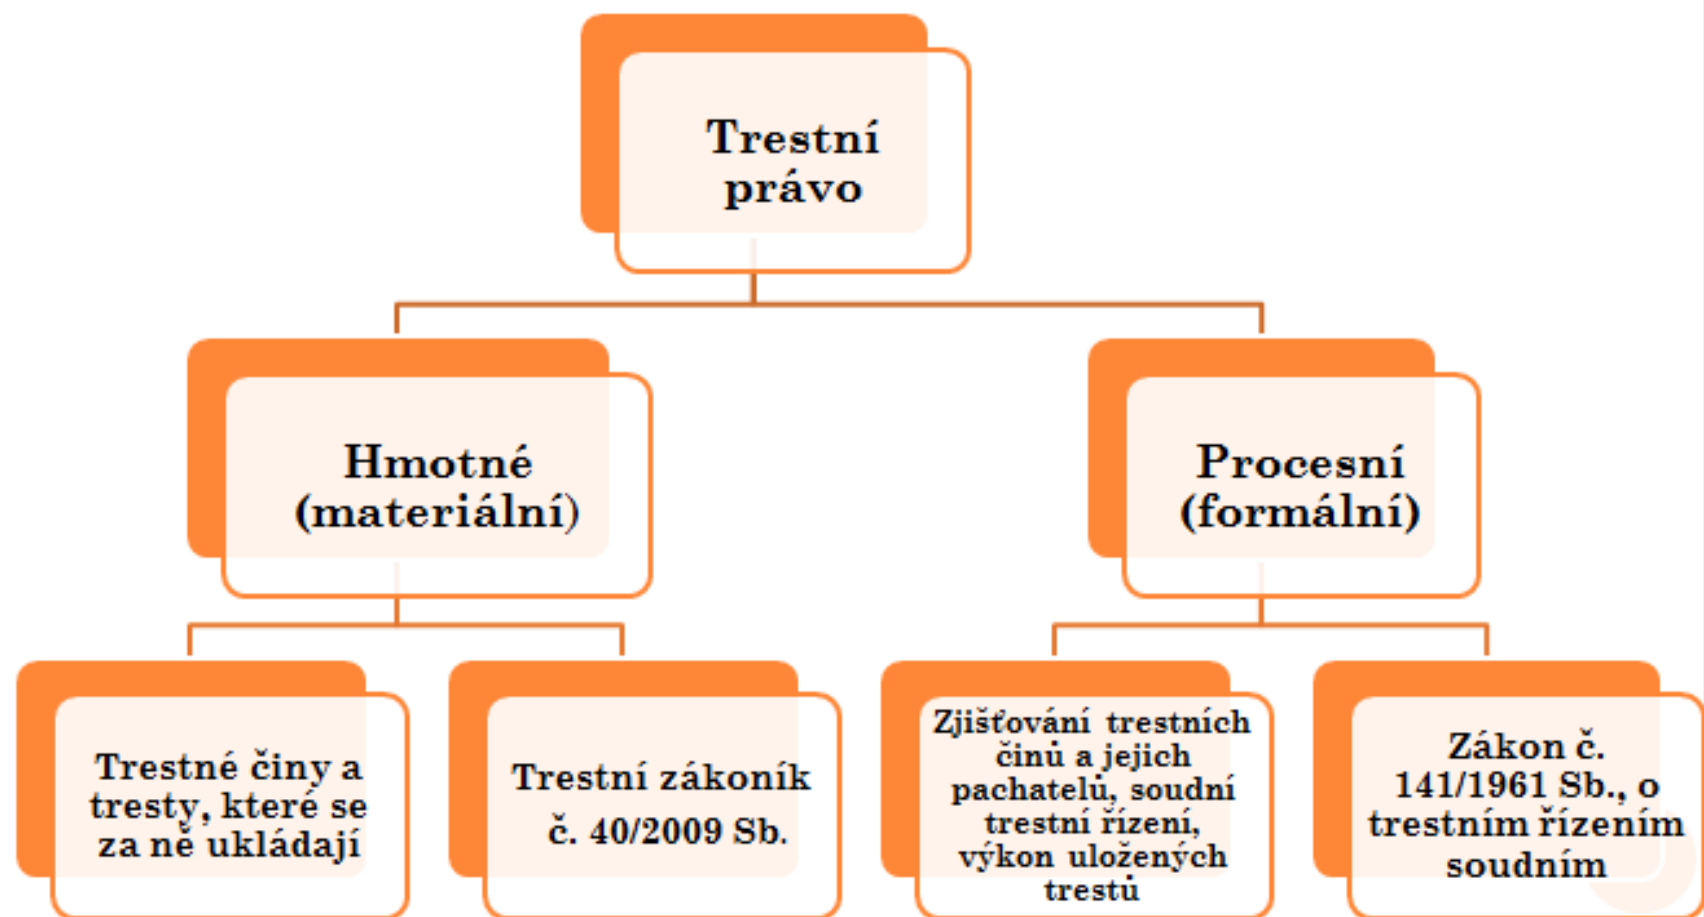 Trestní
právo
Hmotné
(materiální)
Procesní
(formální)
Trestné činy a
tresty, které se
za ně ukládají
Trestní zákoník
č. 40/2009 Sb.
Zjišťování trestních
činů a jejich
pachatelů, soudní
trestní řízení,
výkon uložených
trestů
Zákon č.
141/1961 Sb., o
trestním řízením
soudním